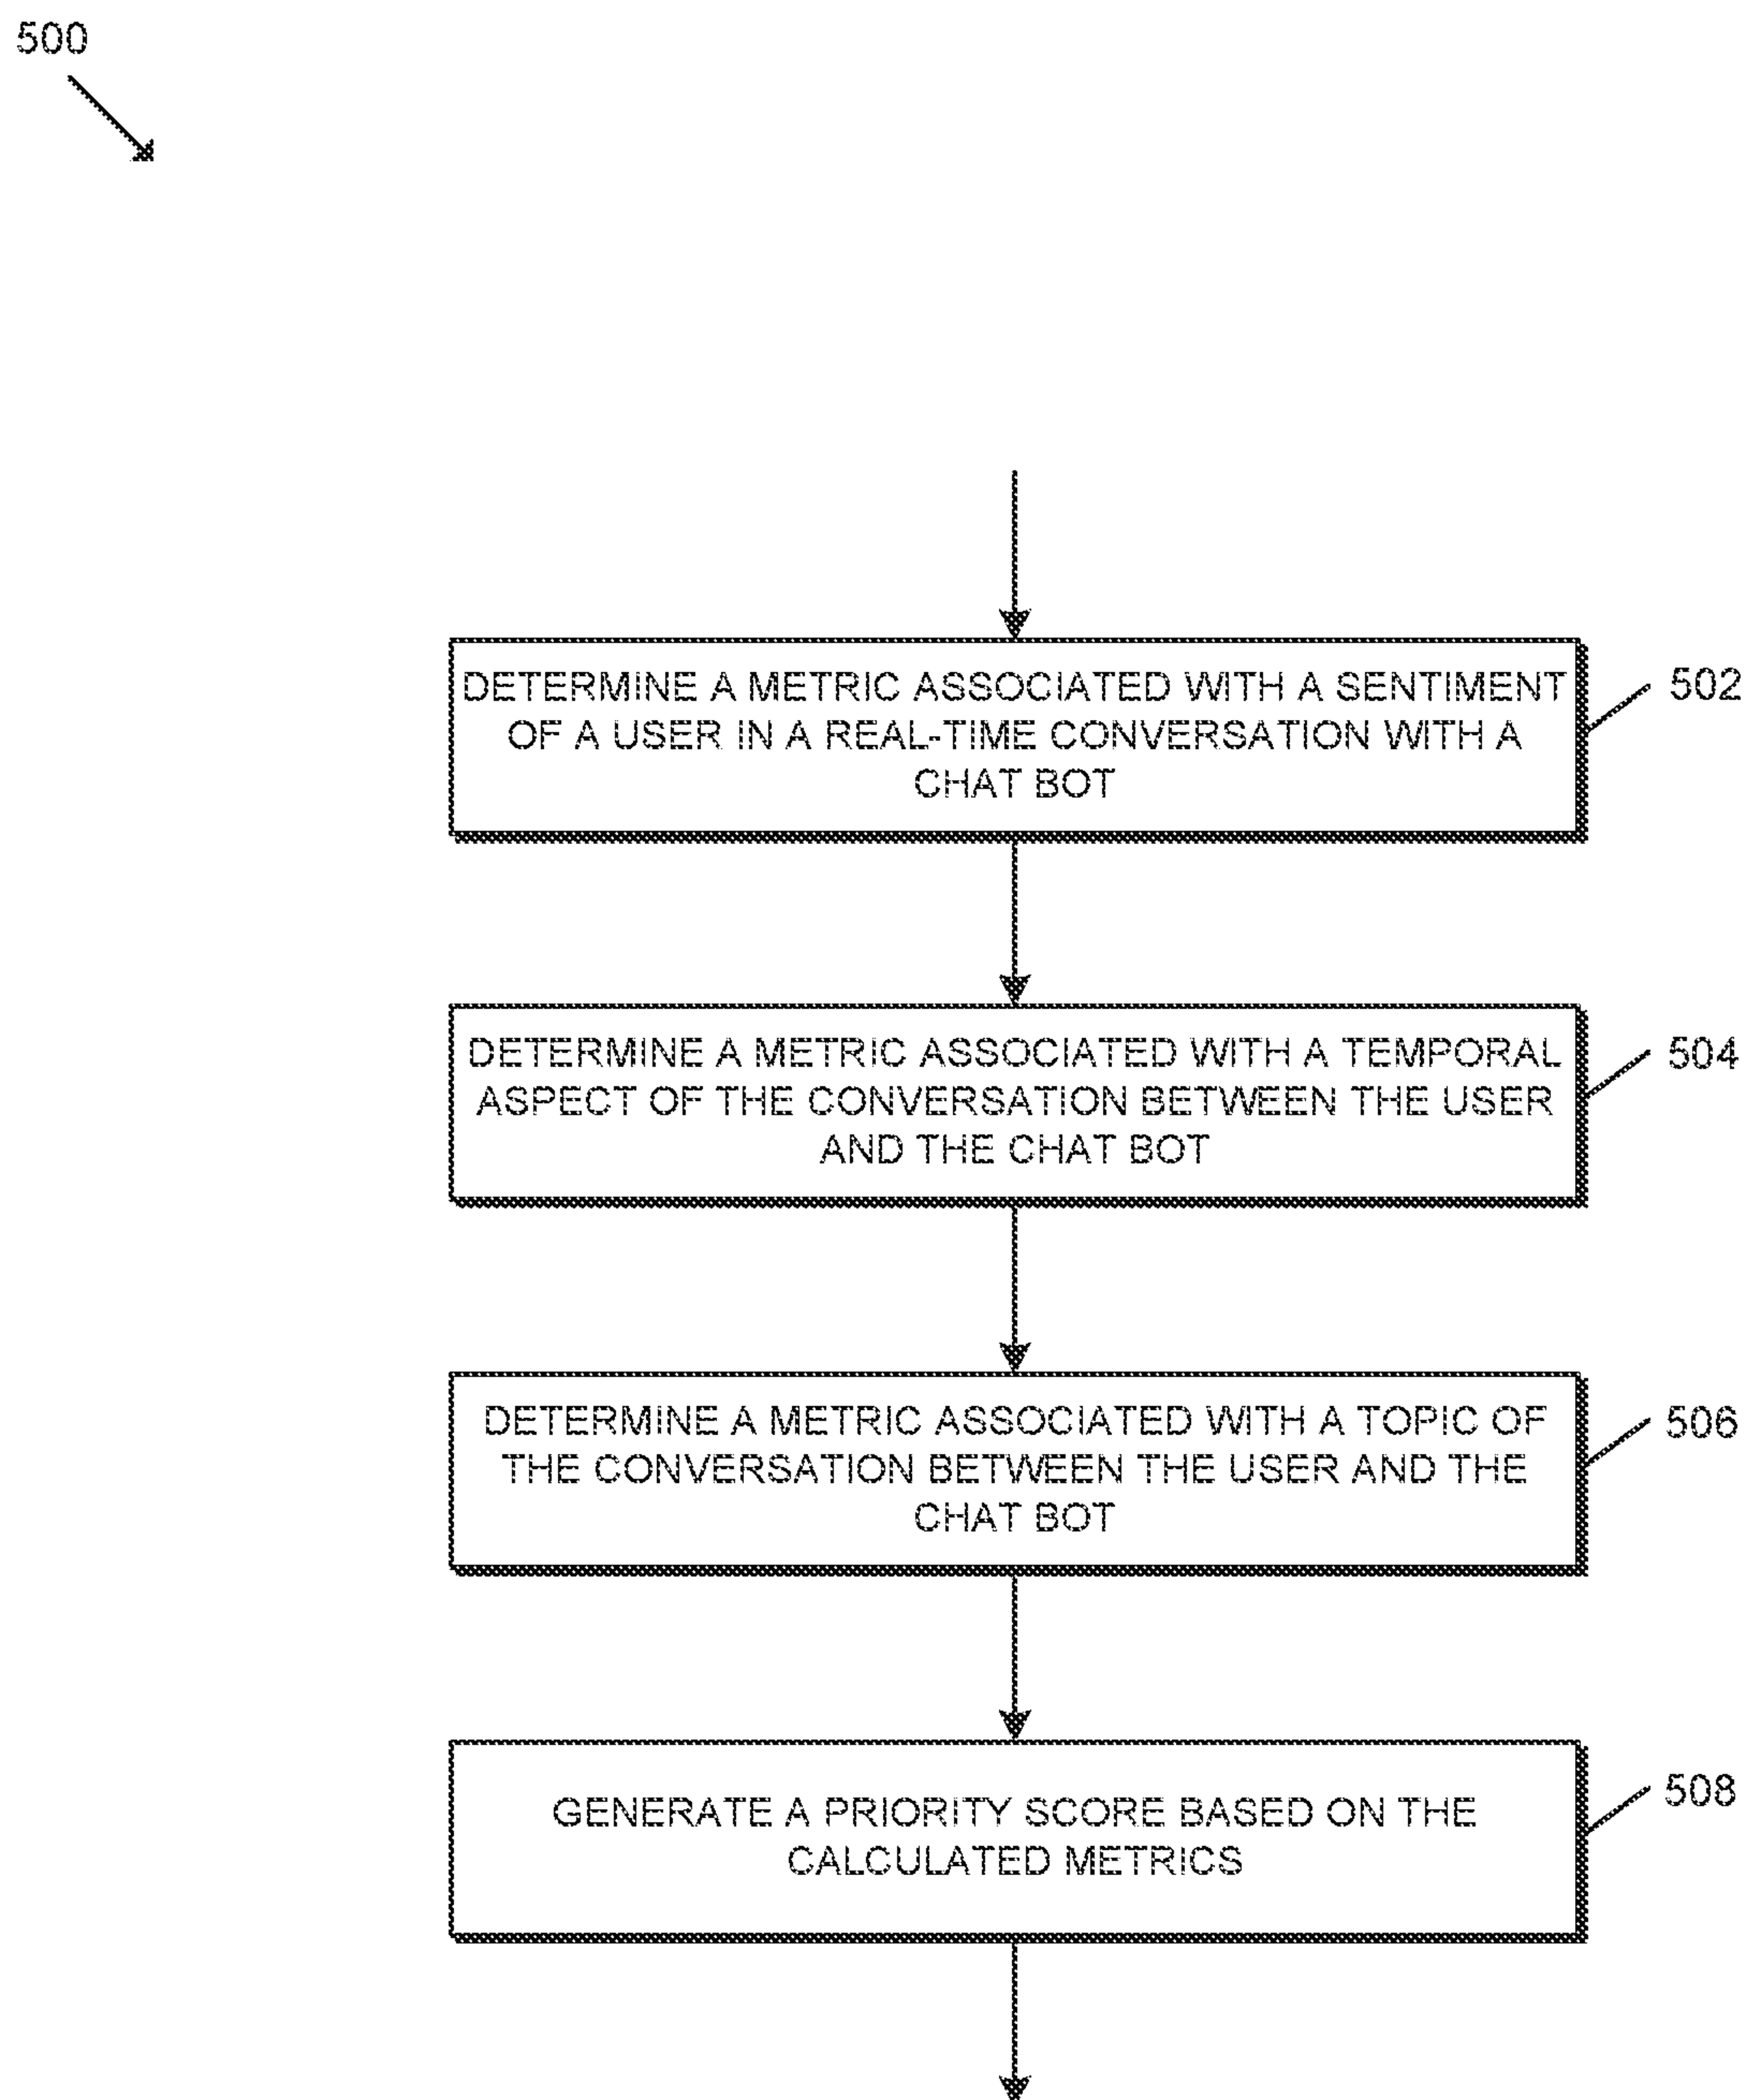 500
DETERMINE A METRIC ASSOCIATED WITH A SENTIMENT
OF A USER IN A REAL-TIME CONVERSATION WITH A
CHAT BOT
502
DETERMINE A METRIC ASSOCIATED WITH A TEMPORAL
ASPECT OF THE CONVERSATION BETWEEN THE USER
AND THE CHAT BOT
504
DETERMINE A METRIC ASSOCIATED WITH A TOPIC OF
THE CONVERSATION BETWEEN THE USER AND THE
CHAT BOT
506
GENERATE A PRIORITY SCORE BASED ON THE
CALCULATED METRICS
508